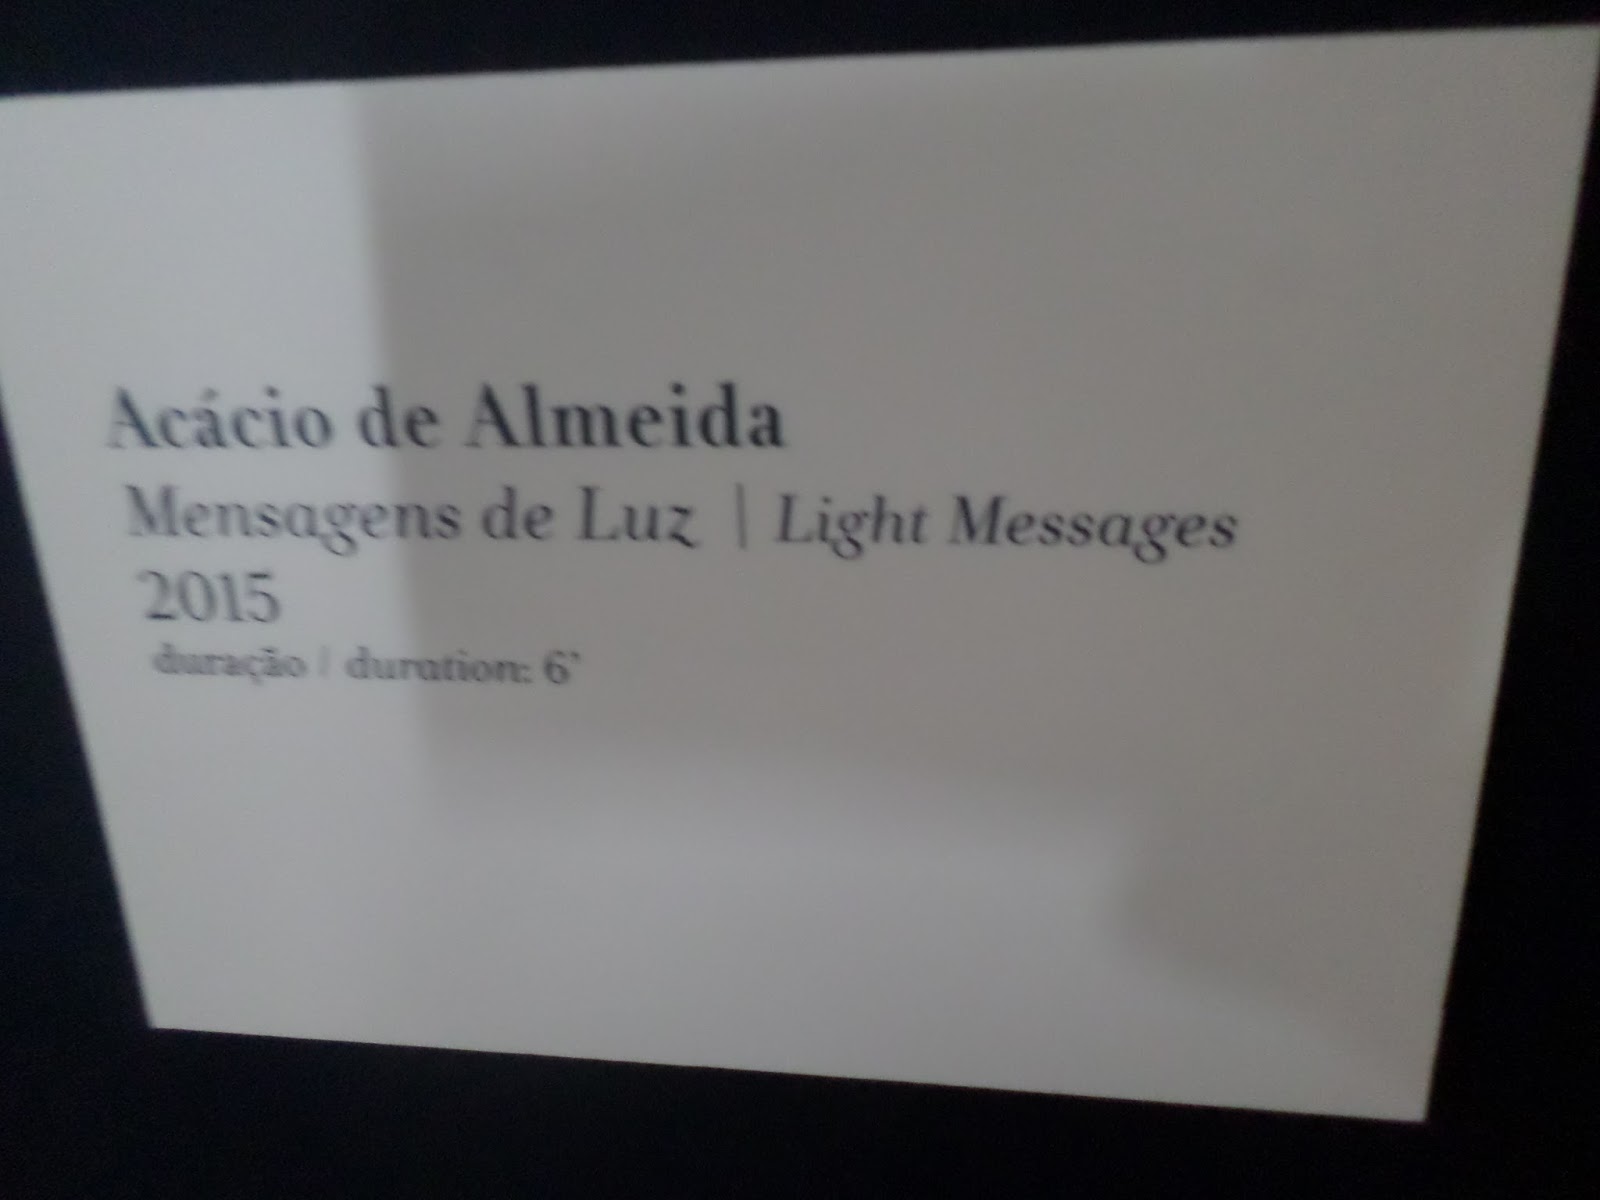 Acácio de Almeida
Mensagens de Luz | Light Messages
2015
duração / duration: 6'